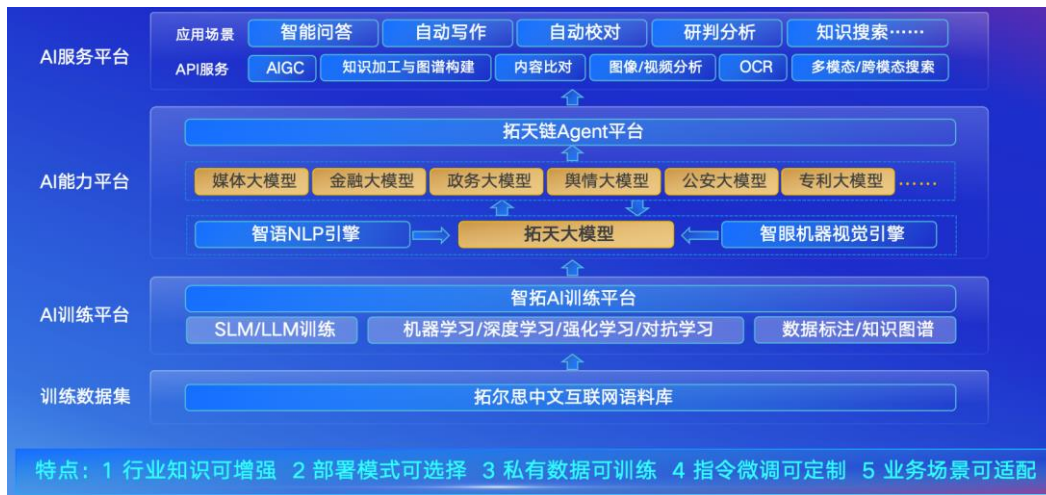 AI服务平台
应用场景 智能问答 自动写作 自动校对 研判分析 知识搜索……
API服务 AIGC 知识加工与图谱构建 内容比对 图像/视频分析 OCR 多模态/跨模态搜索
AI能力平台
拓天链Agent平台
媒体大模型 金融大模型 政务大模型 舆情大模型 公安大模型 专利大模型 ……
智语NLP引擎 拓天大模型 智眼机器视觉引擎
AI训练平台
智拓AI训练平台
SLM/LLM训练 机器学习/深度学习/强化学习/对抗学习 数据标注/知识图谱
训练数据集 拓尔思中文互联网语料库
特点：1 行业知识可增强 2 部署模式可选择 3 私有数据可训练 4 指令微调可定制 5 业务场景可适配